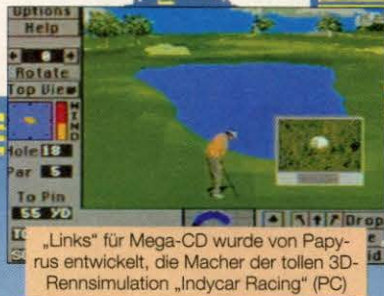 Options
Help
0
Rotate
Top View
WIND
Hole 18
Par 5
To Pin
55 YD
Drop
„Links“ für Mega-CD wurde von Papy-
rus entwickelt, die Macher der tollen 3D-
Rennsimulation „Indycar Racing“ (PC)